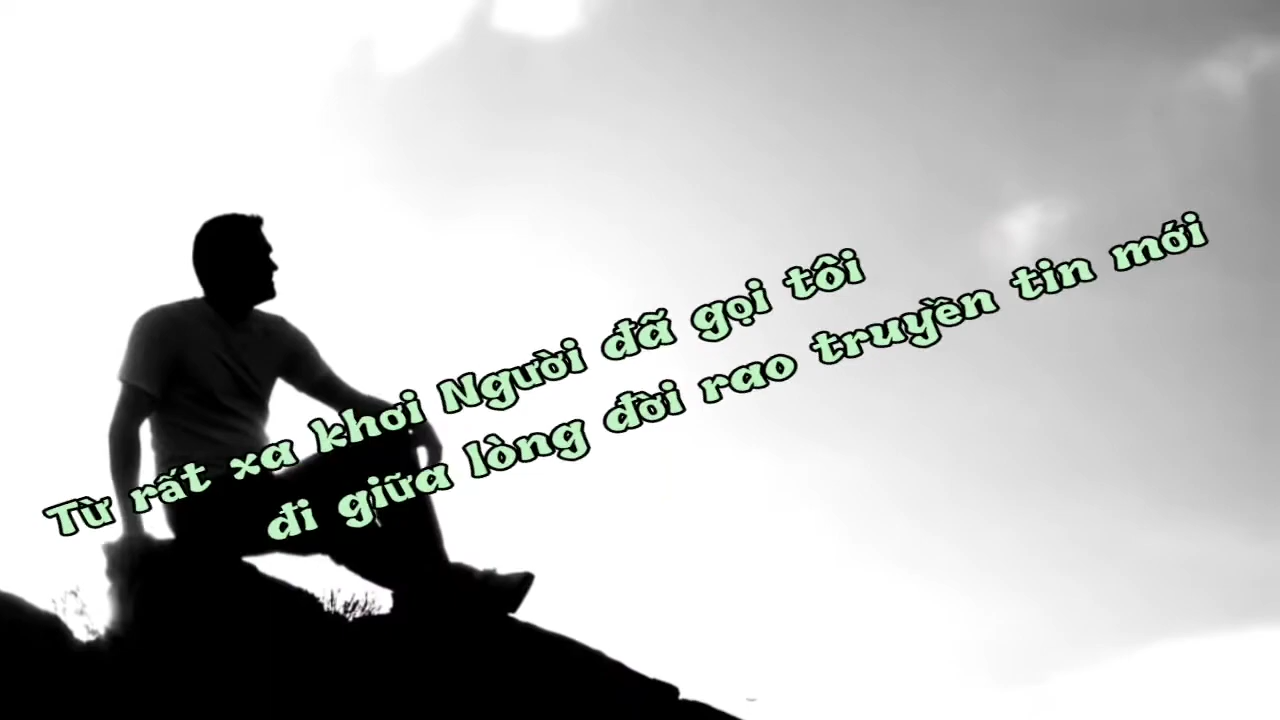 Từ rất xa khơi Người đã gọi tôi
đi giữa lòng đời rao truyền tin mới